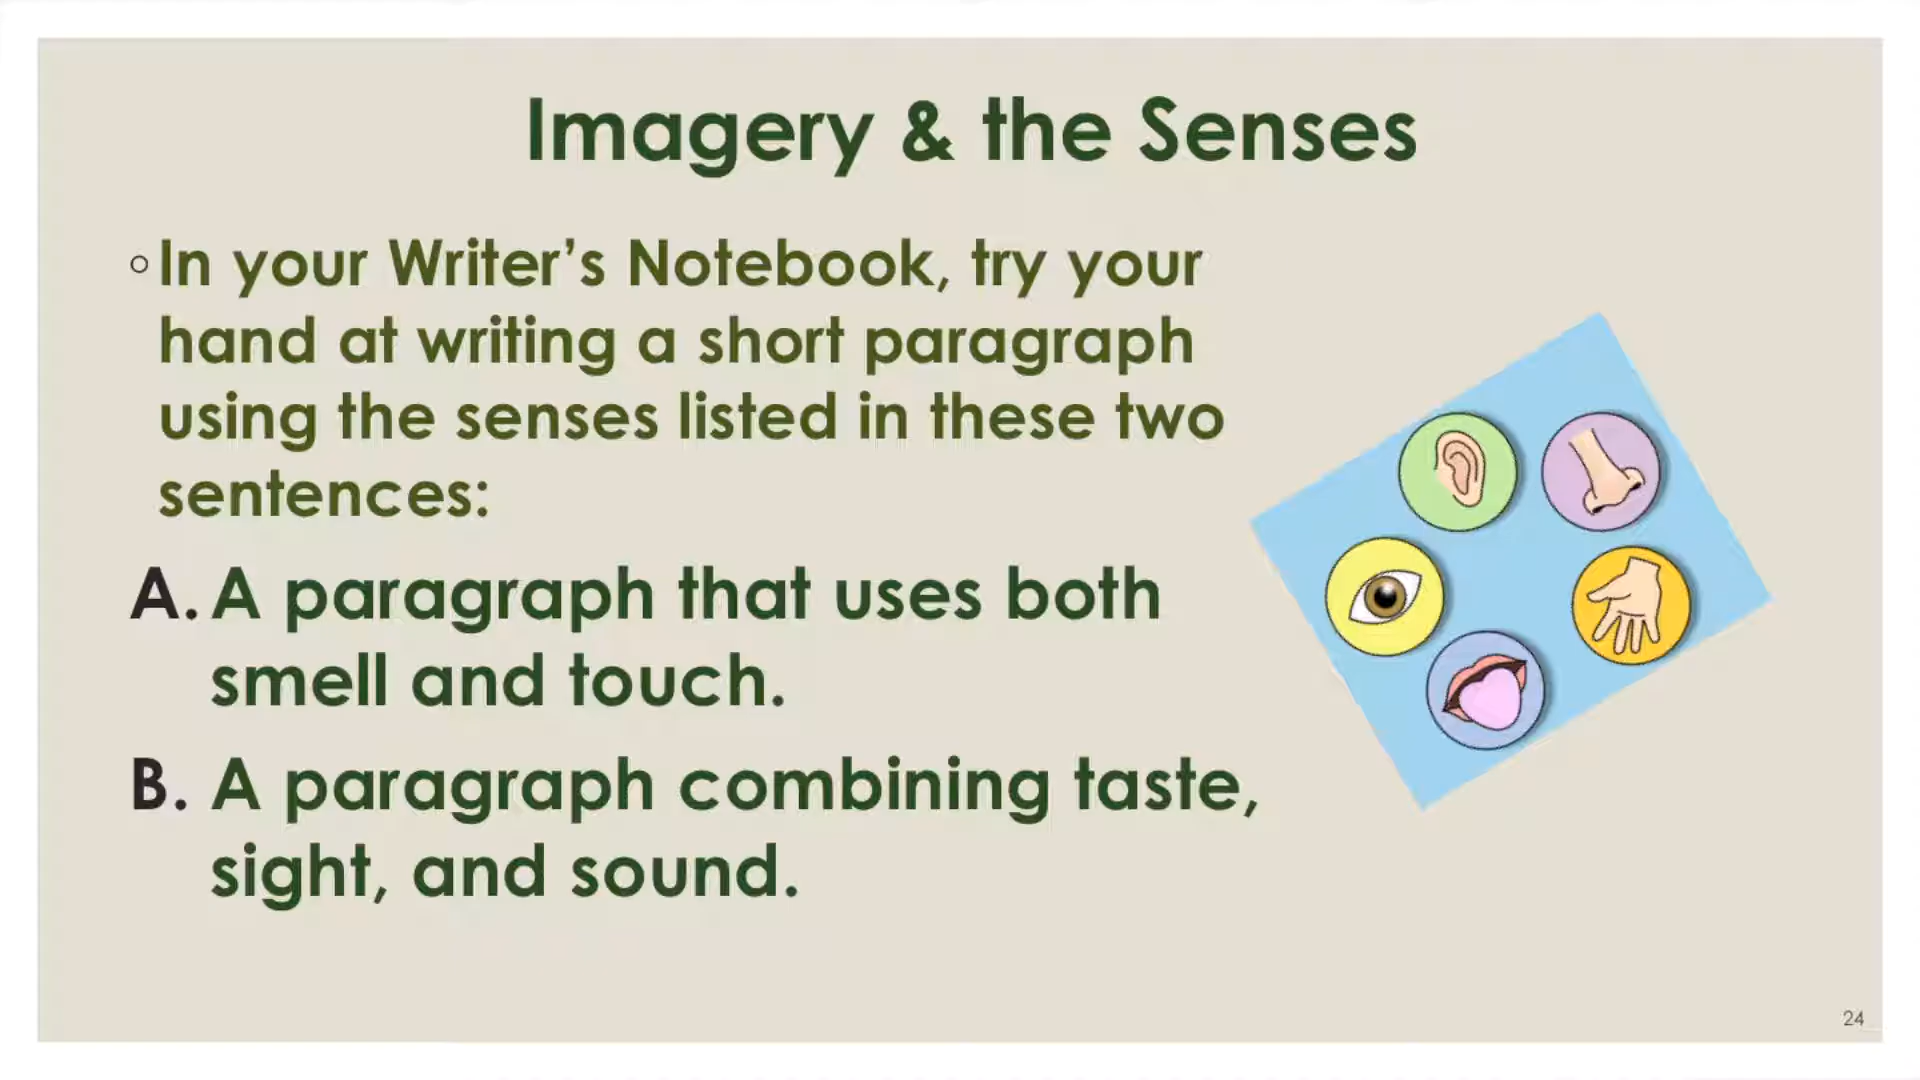 Imagery & the Senses
◦In your Writer’s Notebook, try your
hand at writing a short paragraph
using the senses listed in these two
sentences:
A. A paragraph that uses both
smell and touch.
B. A paragraph combining taste,
sight, and sound.
24